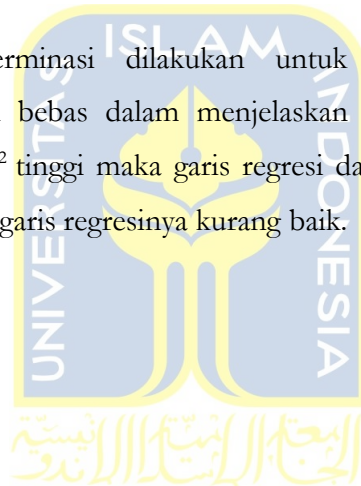 erminasi dilakukan untuk
bebas dalam menjelaskan
² tinggi maka garis regresi da
garis regresinya kurang baik.
UNIVERSITAS
ISLAM
INDONESIA